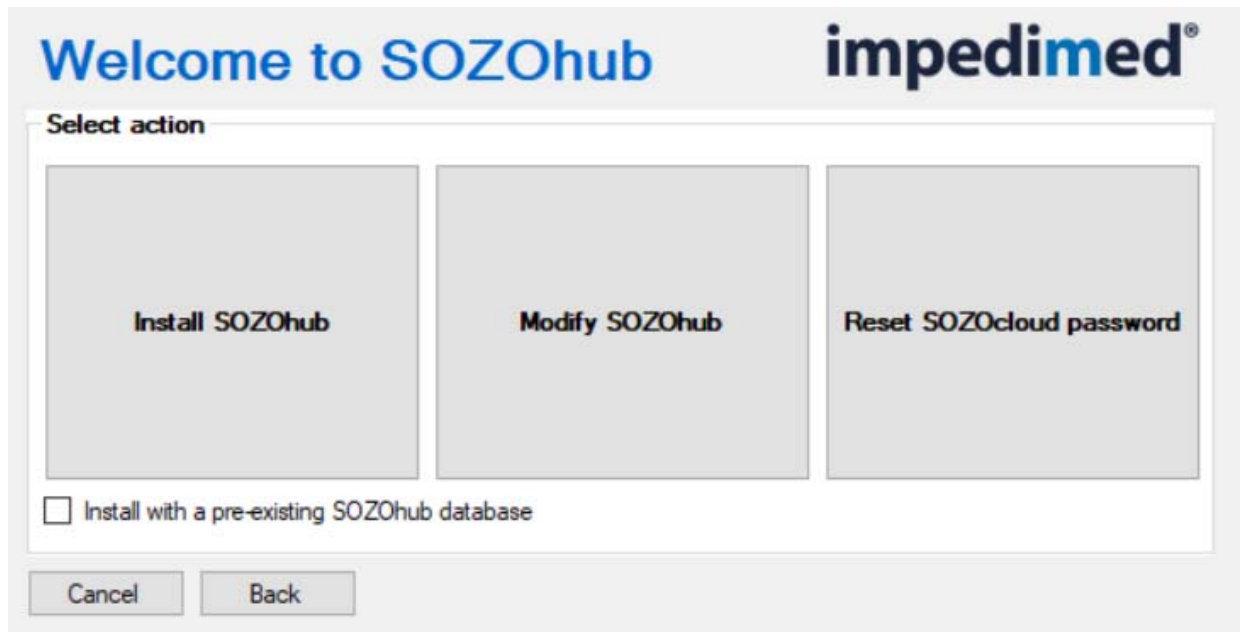 Welcome to SOZOhub
impedimed®
Select action
Install SOZOhub
Modify SOZOhub
Reset SOZOcloud password
Install with a pre-existing SOZOhub database
Cancel
Back